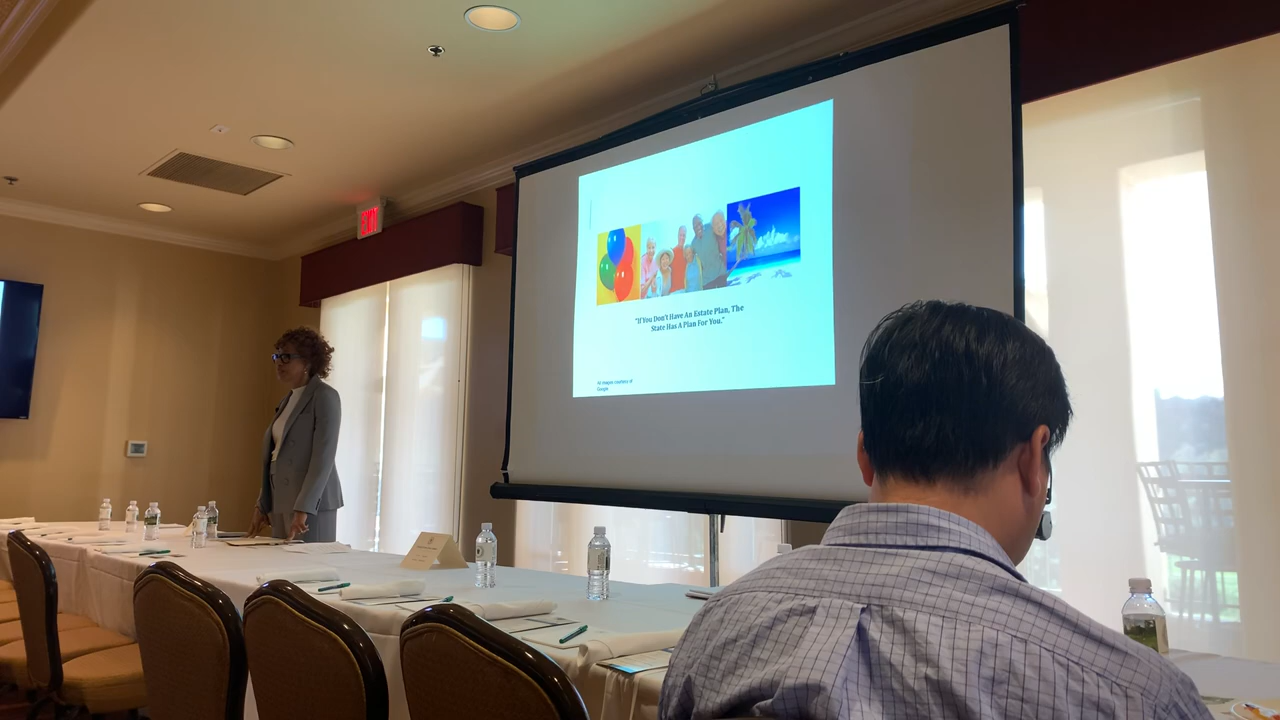 EXIT
"If You Don't Have An Estate Plan, The
State Has A Plan For You."
All images courtesy of
Google